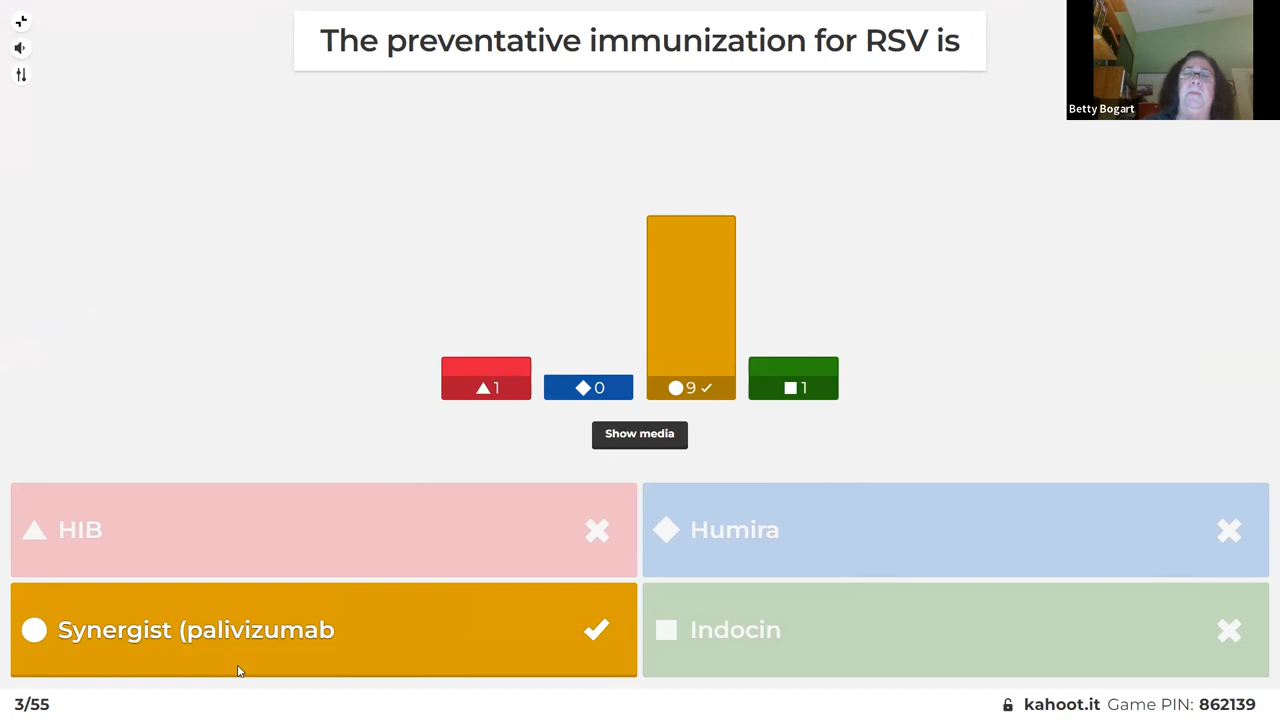 The preventative immunization for RSV is
Betty Bogart
1
0
9
1
Show media
HIB
Humira
Synergist (palivizumab
Indocin
3/55
kahoot.it Game PIN: 862139